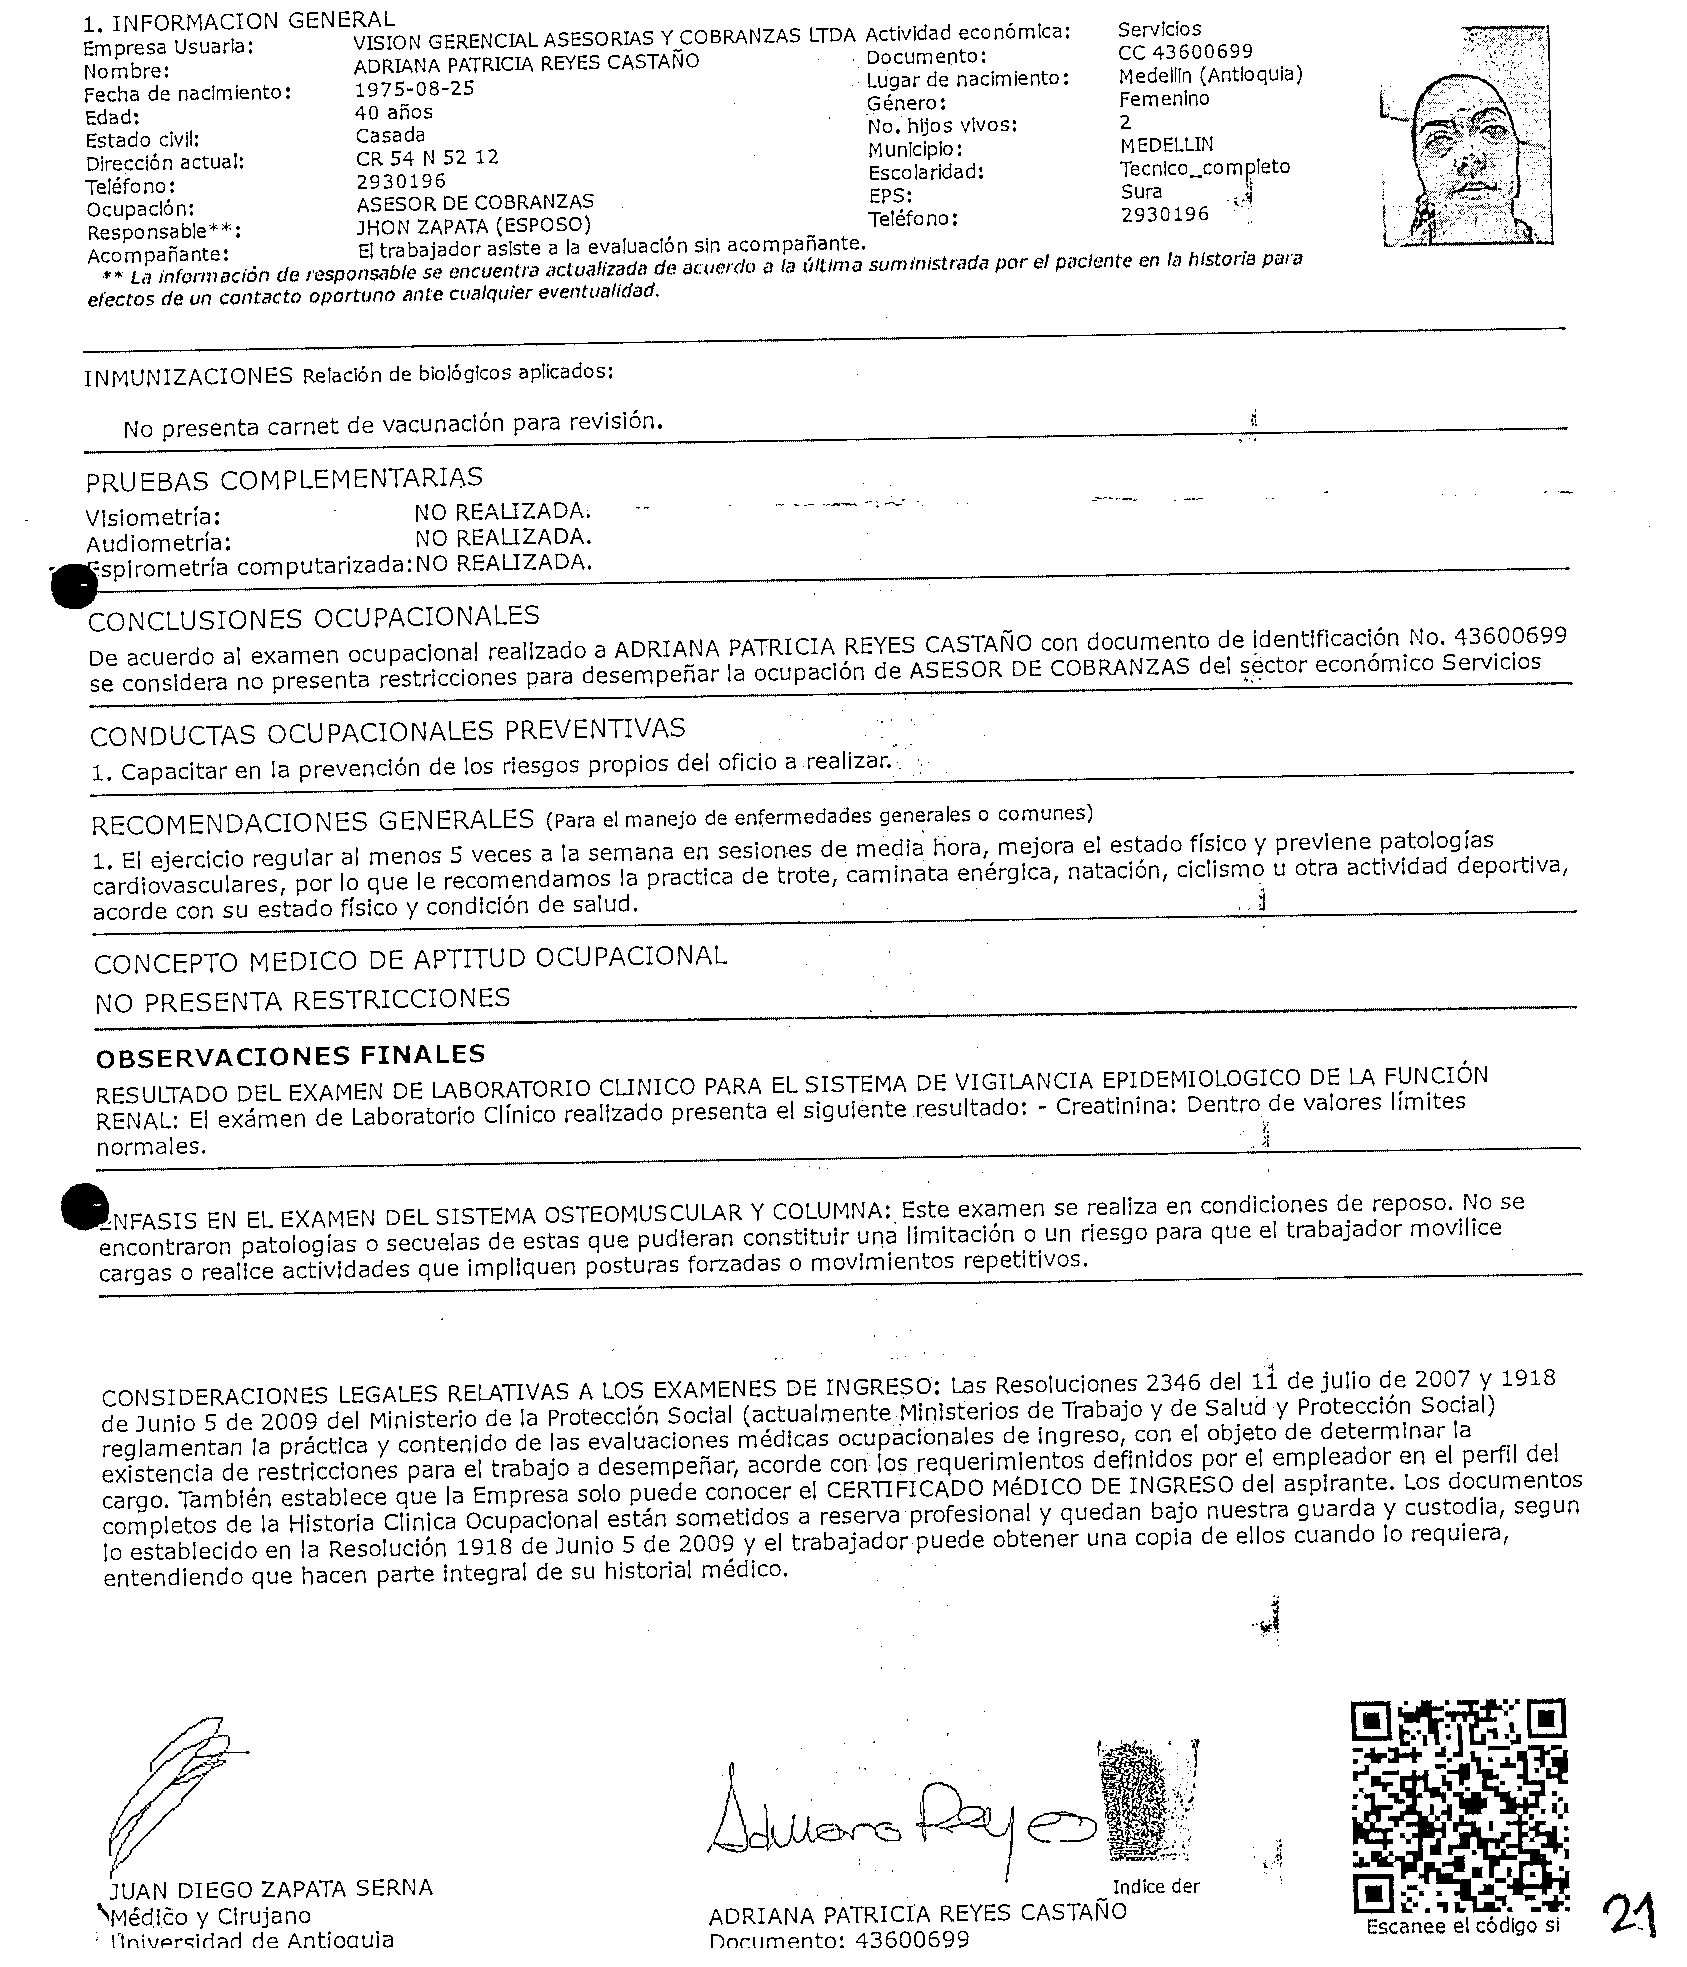 1. INFORMACION GENERAL
Empresa Usuaria: VISION GERENCIAL ASESORIAS Y COBRANZAS LTDA Actividad económica: Servicios
Nombre: ADRIANA PATRICIA REYES CASTAÑO Documento: CC 43600699
Fecha de nacimiento: 1975-08-25 Lugar de nacimiento: Medellin (Antioquia)
Edad: 40 años Género: Femenino
Estado civil: Casada No. hijos vivos: 2
Dirección actual: CR 54 N 52 12 Municipio: MEDELLIN
Teléfono: 2930196 Escolaridad: Tecnico_completo
Ocupación: ASESOR DE COBRANZAS EPS: Sura
Responsable**: JHON ZAPATA (ESPOSO) Teléfono: 2930196
Acompañante: El trabajador asiste a la evaluación sin acompañante.
** La información de responsable se encuentra actualizada de acuerdo a la última suministrada por el paciente en la historia para
efectos de un contacto oportuno ante cualquier eventualidad.
INMUNIZACIONES Relación de biológicos aplicados:
No presenta carnet de vacunación para revisión.
PRUEBAS COMPLEMENTARIAS
Visiometría: NO REALIZADA.
Audiometría: NO REALIZADA.
Espirometría computarizada: NO REALIZADA.
CONCLUSIONES OCUPACIONALES
De acuerdo al examen ocupacional realizado a ADRIANA PATRICIA REYES CASTAÑO con documento de identificación No. 43600699
se considera no presenta restricciones para desempeñar la ocupación de ASESOR DE COBRANZAS del sector económico Servicios
CONDUCTAS OCUPACIONALES PREVENTIVAS
1. Capacitar en la prevención de los riesgos propios del oficio a realizar.
RECOMENDACIONES GENERALES (Para el manejo de enfermedades generales o comunes)
1. El ejercicio regular al menos 5 veces a la semana en sesiones de media hora, mejora el estado físico y previene patologías
cardiovasculares, por lo que le recomendamos la practica de trote, caminata enérgica, natación, ciclismo u otra actividad deportiva,
acorde con su estado físico y condición de salud.
CONCEPTO MEDICO DE APTITUD OCUPACIONAL
NO PRESENTA RESTRICCIONES
OBSERVACIONES FINALES
RESULTADO DEL EXAMEN DE LABORATORIO CLINICO PARA EL SISTEMA DE VIGILANCIA EPIDEMIOLOGICO DE LA FUNCIÓN
RENAL: El exámen de Laboratorio Clínico realizado presenta el siguiente resultado: - Creatinina: Dentro de valores límites
normales.
ENFASIS EN EL EXAMEN DEL SISTEMA OSTEOMUSCULAR Y COLUMNA: Este examen se realiza en condiciones de reposo. No se
encontraron patologías o secuelas de estas que pudieran constituir una limitación o un riesgo para que el trabajador movilice
cargas o realice actividades que impliquen posturas forzadas o movimientos repetitivos.
CONSIDERACIONES LEGALES RELATIVAS A LOS EXAMENES DE INGRESO: Las Resoluciones 2346 del 11 de julio de 2007 y 1918
de Junio 5 de 2009 del Ministerio de la Protección Social (actualmente Ministerios de Trabajo y de Salud y Protección Social)
reglamentan la práctica y contenido de las evaluaciones médicas ocupacionales de ingreso, con el objeto de determinar la
existencia de restricciones para el trabajo a desempeñar, acorde con los requerimientos definidos por el empleador en el perfil del
cargo. También establece que la Empresa solo puede conocer el CERTIFICADO MéDICO DE INGRESO del aspirante. Los documentos
completos de la Historia Clinica Ocupacional están sometidos a reserva profesional y quedan bajo nuestra guarda y custodia, segun
lo establecido en la Resolución 1918 de Junio 5 de 2009 y el trabajador puede obtener una copia de ellos cuando lo requiera,
entendiendo que hacen parte integral de su historial médico.
Adriana Reyes
Indice der
JUAN DIEGO ZAPATA SERNA
Médico y Cirujano
Universidad de Antioquia
ADRIANA PATRICIA REYES CASTAÑO
Documento: 43600699
Escanee el código si
21